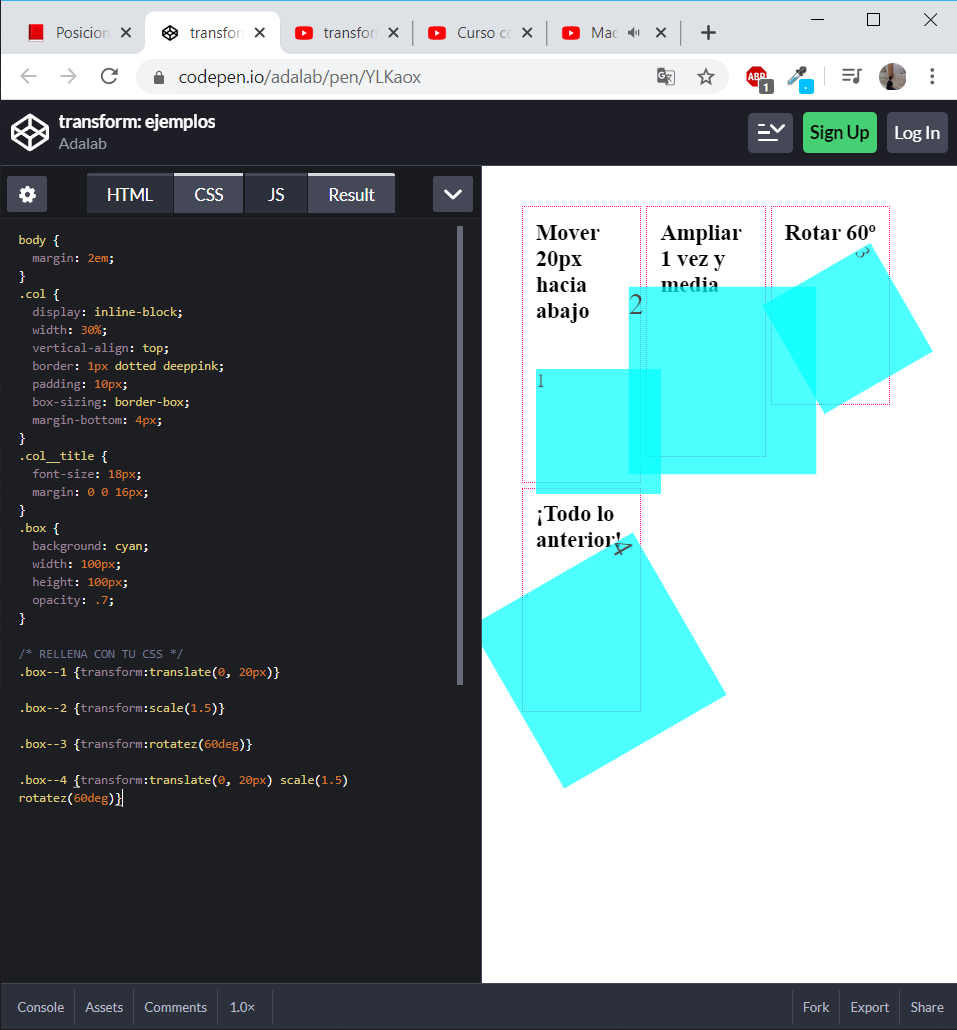 Posicion
transfor
transfor
Curso co
Mac
codepen.io/adalab/pen/YLKaox
ABP
1
transform: ejemplos
Adalab
Sign Up
Log In
HTML
CSS
JS
Result
body {
margin: 2em;
}
.col {
display: inline-block;
width: 30%;
vertical-align: top;
border: 1px dotted deeppink;
padding: 10px;
box-sizing: border-box;
margin-bottom: 4px;
}
.col__title {
font-size: 18px;
margin: 0 0 16px;
}
.box {
background: cyan;
width: 100px;
height: 100px;
opacity: .7;
}
/* RELLENA CON TU CSS */
.box--1 {transform:translate(0, 20px)}
.box--2 {transform:scale(1.5)}
.box--3 {transform:rotatez(60deg)}
.box--4 {transform:translate(0, 20px) scale(1.5)
rotatez(60deg)}
Mover
20px
hacia
abajo
1
Ampliar
1 vez y
media
2
Rotar 60º
3
¡Todo lo
anterior!
4
Console
Assets
Comments
1.0×
Fork
Export
Share